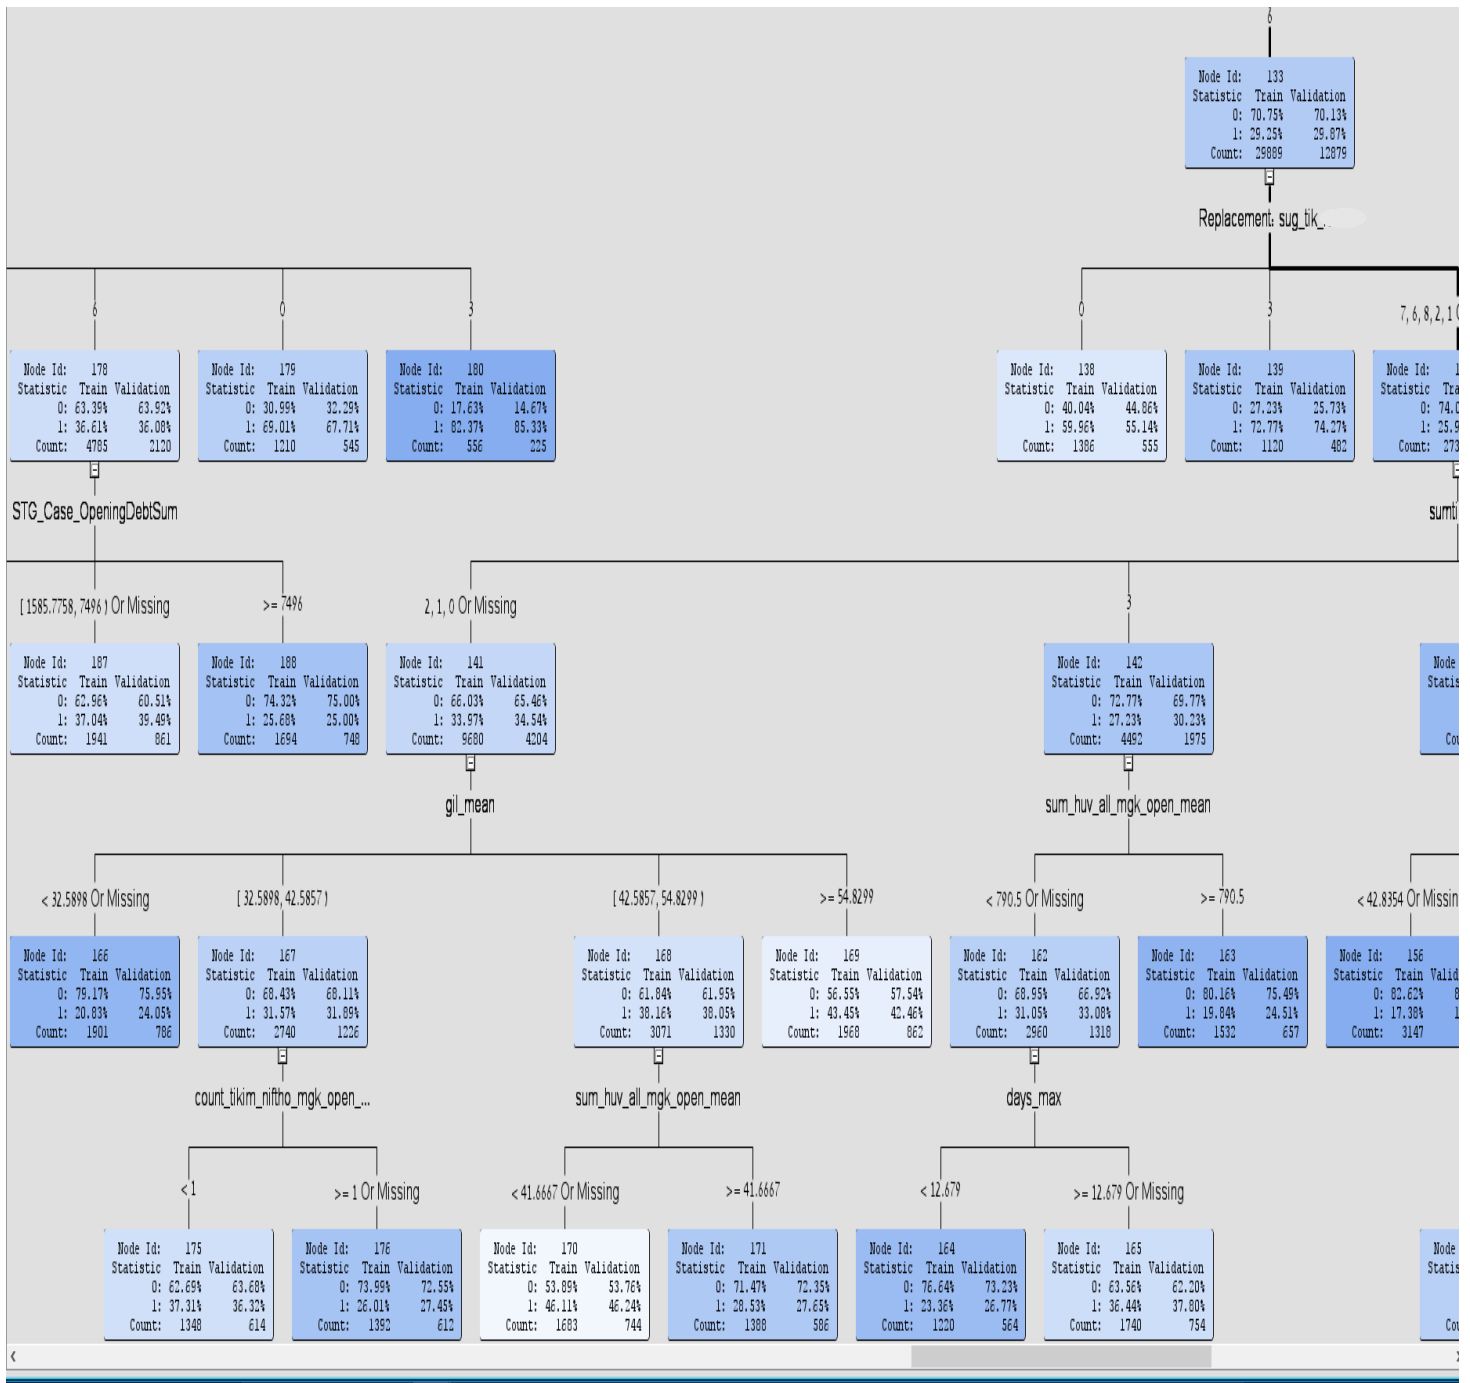 6
Node Id: 133
Statistic Train Validation
0: 70.75% 70.13%
1: 29.25% 29.87%
Count: 29889 12879
Replacement: sug_tik_
6
0
3
0
3
7, 6, 8, 2, 1
Node Id: 178
Statistic Train Validation
0: 63.39% 63.92%
1: 36.61% 36.08%
Count: 4785 2120
Node Id: 179
Statistic Train Validation
0: 30.99% 32.29%
1: 69.01% 67.71%
Count: 1210 545
Node Id: 180
Statistic Train Validation
0: 17.63% 14.67%
1: 82.37% 85.33%
Count: 556 225
Node Id: 138
Statistic Train Validation
0: 40.04% 44.86%
1: 59.96% 55.14%
Count: 1386 555
Node Id: 139
Statistic Train Validation
0: 27.23% 25.73%
1: 72.77% 74.27%
Count: 1120 482
Node Id: 1
Statistic Tra
0: 74.0
1: 25.9
Count: 273
STG_Case_OpeningDebtSum
sumti
[ 1585.7758, 7496 ) Or Missing
>= 7496
2, 1, 0 Or Missing
3
Node Id: 187
Statistic Train Validation
0: 62.96% 60.51%
1: 37.04% 39.49%
Count: 1941 861
Node Id: 188
Statistic Train Validation
0: 74.32% 75.00%
1: 25.68% 25.00%
Count: 1694 748
Node Id: 141
Statistic Train Validation
0: 66.03% 65.46%
1: 33.97% 34.54%
Count: 9680 4204
Node Id: 142
Statistic Train Validation
0: 72.77% 69.77%
1: 27.23% 30.23%
Count: 4492 1975
Node
Statis
Cou
gil_mean
sum_huv_all_mgk_open_mean
< 32.5898 Or Missing
[ 32.5898, 42.5857 )
[ 42.5857, 54.8299 )
>= 54.8299
< 790.5 Or Missing
>= 790.5
< 42.8354 Or Missin
Node Id: 166
Statistic Train Validation
0: 79.17% 75.95%
1: 20.83% 24.05%
Count: 1901 786
Node Id: 167
Statistic Train Validation
0: 68.43% 68.11%
1: 31.57% 31.89%
Count: 2740 1226
Node Id: 168
Statistic Train Validation
0: 61.84% 61.95%
1: 38.16% 38.05%
Count: 3071 1330
Node Id: 169
Statistic Train Validation
0: 56.55% 57.54%
1: 43.45% 42.46%
Count: 1968 862
Node Id: 162
Statistic Train Validation
0: 68.95% 66.92%
1: 31.05% 33.08%
Count: 2960 1318
Node Id: 163
Statistic Train Validation
0: 80.16% 75.49%
1: 19.84% 24.51%
Count: 1532 657
Node Id: 156
Statistic Train Valid
0: 82.62% 8
1: 17.38% 1
Count: 3147
count_tikim_niftho_mgk_open_...
sum_huv_all_mgk_open_mean
days_max
< 1
>= 1 Or Missing
< 41.6667 Or Missing
>= 41.6667
< 12.679
>= 12.679 Or Missing
Node Id: 175
Statistic Train Validation
0: 62.69% 63.68%
1: 37.31% 36.32%
Count: 1348 614
Node Id: 176
Statistic Train Validation
0: 73.99% 72.55%
1: 26.01% 27.45%
Count: 1392 612
Node Id: 170
Statistic Train Validation
0: 53.89% 53.76%
1: 46.11% 46.24%
Count: 1683 744
Node Id: 171
Statistic Train Validation
0: 71.47% 72.35%
1: 28.53% 27.65%
Count: 1388 586
Node Id: 164
Statistic Train Validation
0: 76.64% 73.23%
1: 23.36% 26.77%
Count: 1220 564
Node Id: 165
Statistic Train Validation
0: 63.56% 62.20%
1: 36.44% 37.80%
Count: 1740 754
Node
Statis
Cou